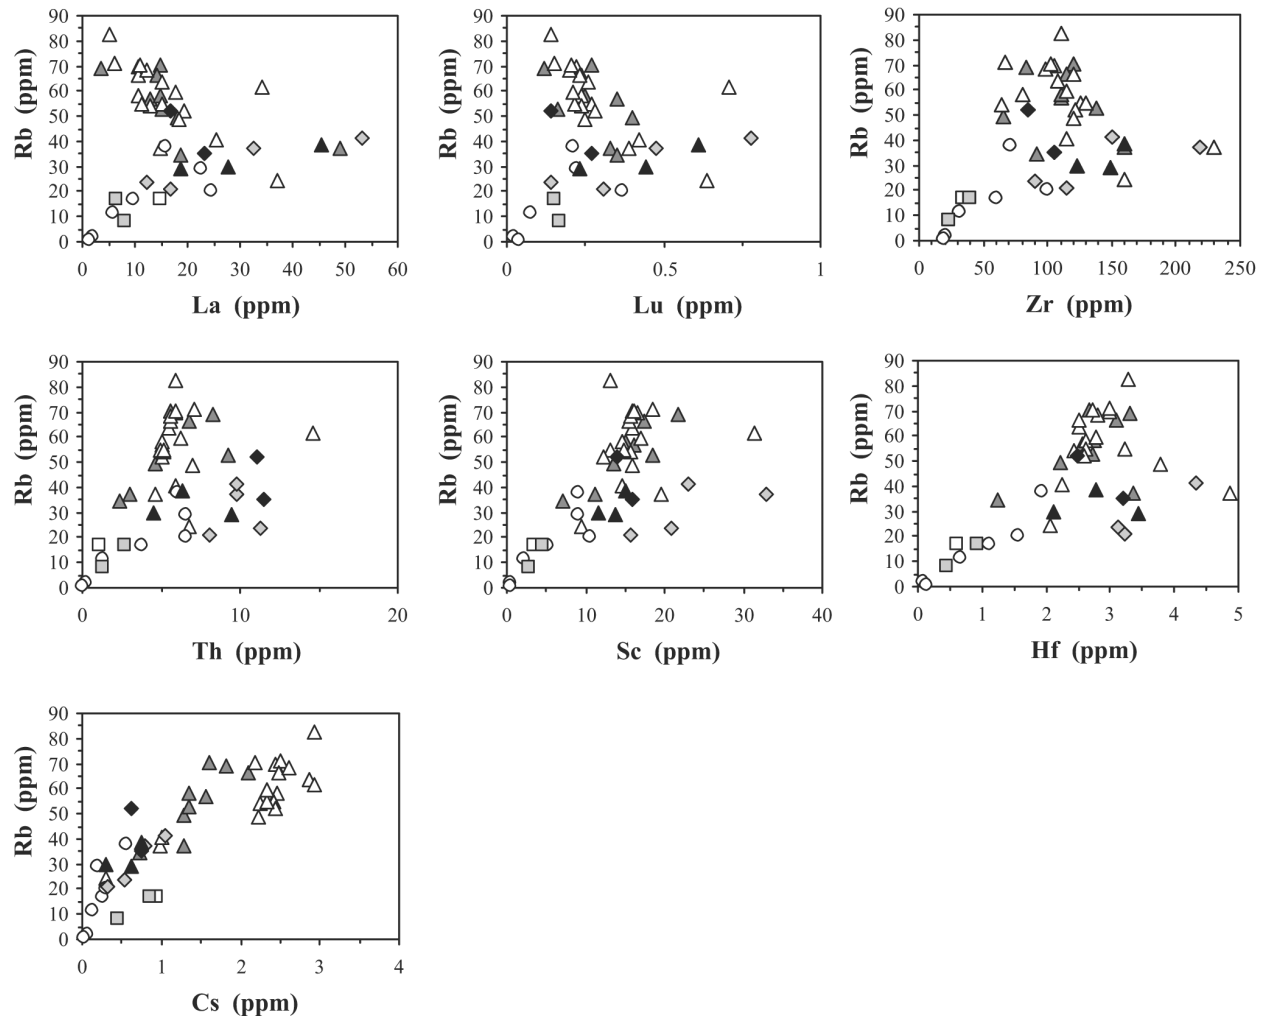 90 90 90
80 80 80
70 70 70
60 60 60
50 50 50
40 40 40
30 30 30
20 20 20
10 10 10
0 0 0
Rb (ppm) Rb (ppm) Rb (ppm)
0 10 20 30 40 50 60 0 0.5 1 0 50 100 150 200 250
La (ppm) Lu (ppm) Zr (ppm)
90 90 90
80 80 80
70 70 70
60 60 60
50 50 50
40 40 40
30 30 30
20 20 20
10 10 10
0 0 0
Rb (ppm) Rb (ppm) Rb (ppm)
0 10 20 0 10 20 30 40 0 1 2 3 4 5
Th (ppm) Sc (ppm) Hf (ppm)
90
80
70
60
50
40
30
20
10
0
Rb (ppm)
0 1 2 3 4
Cs (ppm)